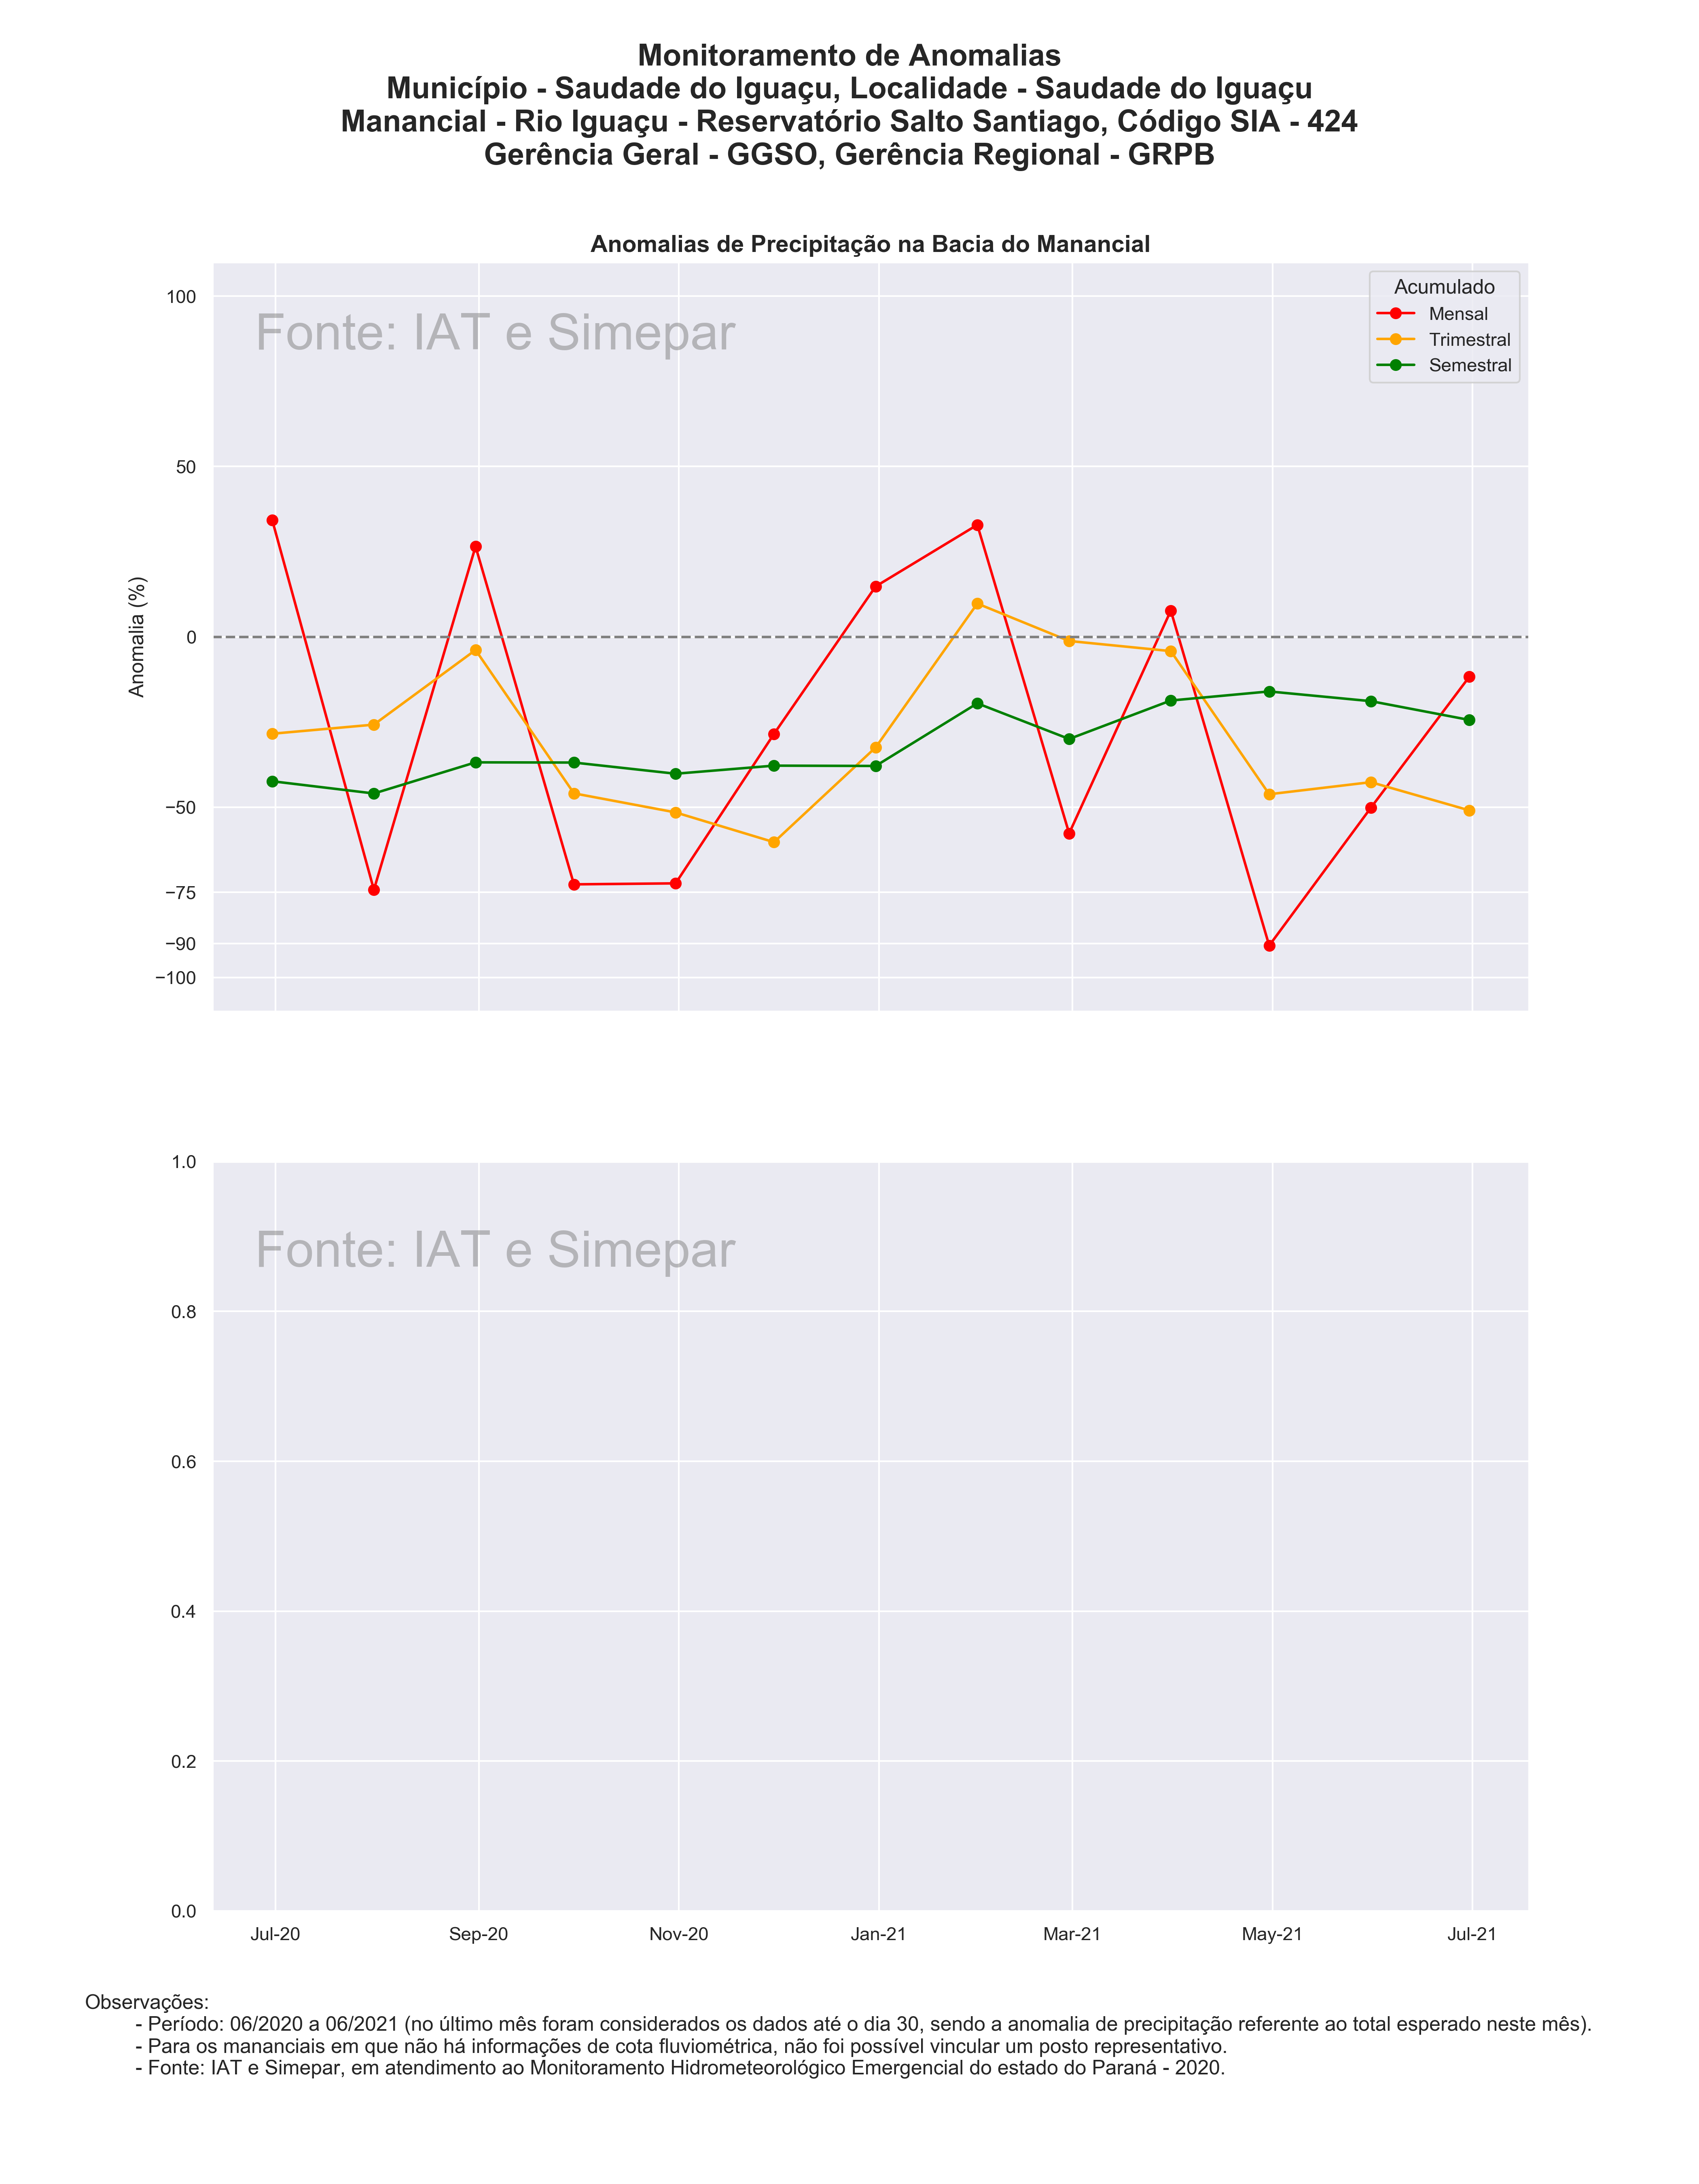 Monitoramento de Anomalias
Município - Saudade do Iguaçu, Localidade - Saudade do Iguaçu
Manancial - Rio Iguaçu - Reservatório Salto Santiago, Código SIA - 424
Gerência Geral - GGSO, Gerência Regional - GRPB
Anomalias de Precipitação na Bacia do Manancial
Fonte: IAT e Simepar
Acumulado
Mensal
Trimestral
Semestral
Anomalia (%)
100
50
0
−50
−75
−90
−100
Fonte: IAT e Simepar
1.0
0.8
0.6
0.4
0.2
0.0
Jul-20 Sep-20 Nov-20 Jan-21 Mar-21 May-21 Jul-21
Observações:
- Período: 06/2020 a 06/2021 (no último mês foram considerados os dados até o dia 30, sendo a anomalia de precipitação referente ao total esperado neste mês).
- Para os mananciais em que não há informações de cota fluviométrica, não foi possível vincular um posto representativo.
- Fonte: IAT e Simepar, em atendimento ao Monitoramento Hidrometeorológico Emergencial do estado do Paraná - 2020.